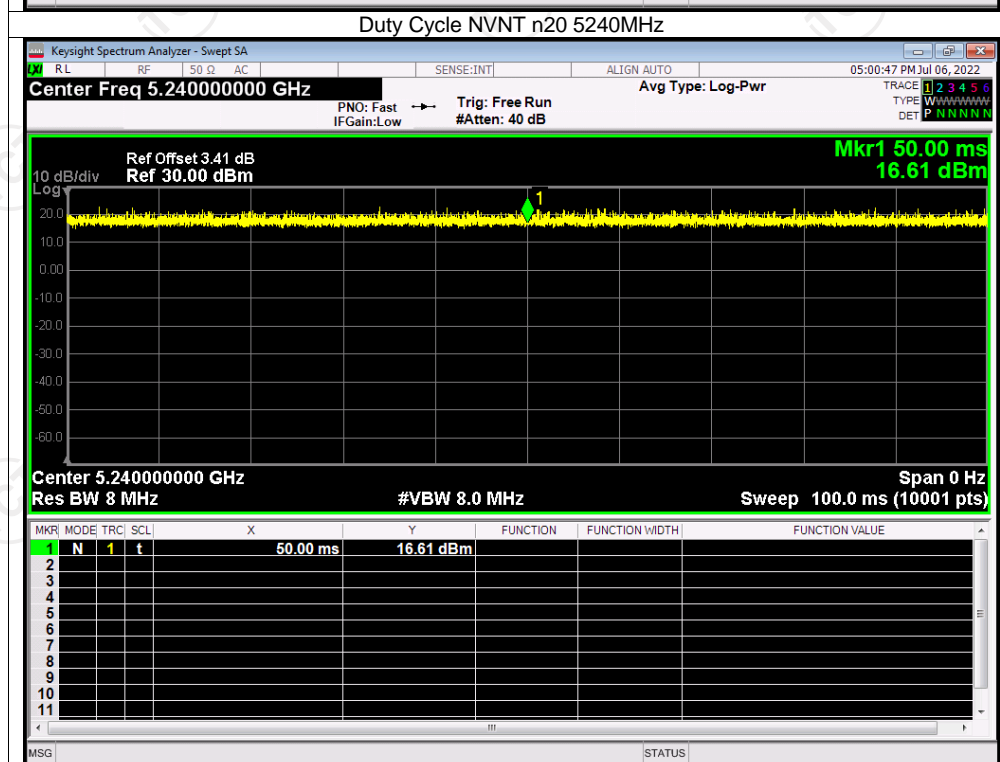 Duty Cycle NVNT n20 5240MHz
Keysight Spectrum Analyzer - Swept SA
LXI RL RF 50 Ω AC SENSE:INT ALIGN AUTO 05:00:47 PM Jul 06, 2022
Center Freq 5.240000000 GHz
PNO: Fast
IFGain:Low
Trig: Free Run
#Atten: 40 dB
Avg Type: Log-Pwr
TRACE 1 2 3 4 5 6
TYPE WWWWWW
DET P N N N N N
Mkr1 50.00 ms
16.61 dBm
Ref Offset 3.41 dB
10 dB/div Ref 30.00 dBm
Log
1
20.0
10.0
0.00
-10.0
-20.0
-30.0
-40.0
-50.0
-60.0
Center 5.240000000 GHz Span 0 Hz
Res BW 8 MHz #VBW 8.0 MHz Sweep 100.0 ms (10001 pts)
MKR MODE TRC SCL X Y FUNCTION FUNCTION WIDTH FUNCTION VALUE
1 N 1 t 50.00 ms 16.61 dBm
2
3
4
5
6
7
8
9
10
11
MSG STATUS